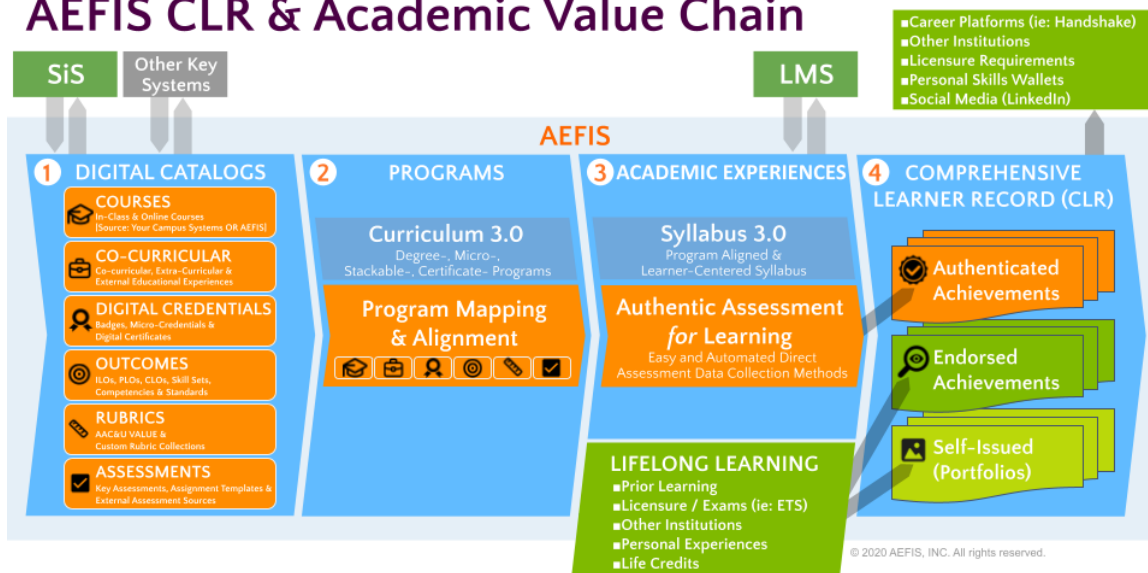 AEFIS CLR & Academic Value Chain
■Career Platforms (ie: Handshake)
■Other Institutions
■Licensure Requirements
■Personal Skills Wallets
■Social Media (LinkedIn)
SiS
Other Key
Systems
LMS
AEFIS
1 DIGITAL CATALOGS
COURSES
In-Class & Online Courses
[Source: Your Campus Systems OR AEFIS]
CO-CURRICULAR
Co-curricular, Extra-Curricular &
External Educational Experiences
DIGITAL CREDENTIALS
Badges, Micro-Credentials &
Digital Certificates
OUTCOMES
ILOs, PLOs, CLOs, Skill Sets,
Competencies & Standards
RUBRICS
AAC&U VALUE &
Custom Rubric Collections
ASSESSMENTS
Key Assessments, Assignment Templates &
External Assessment Sources
2 PROGRAMS
Curriculum 3.0
Degree-, Micro-,
Stackable-, Certificate- Programs
Program Mapping
& Alignment
3 ACADEMIC EXPERIENCES
Syllabus 3.0
Program Aligned &
Learner-Centered Syllabus
Authentic Assessment
for Learning
Easy and Automated Direct
Assessment Data Collection Methods
LIFELONG LEARNING
■Prior Learning
■Licensure / Exams (ie: ETS)
■Other Institutions
■Personal Experiences
■Life Credits
4 COMPREHENSIVE
LEARNER RECORD (CLR)
Authenticated
Achievements
Endorsed
Achievements
Self-Issued
(Portfolios)
© 2020 AEFIS, INC. All rights reserved.